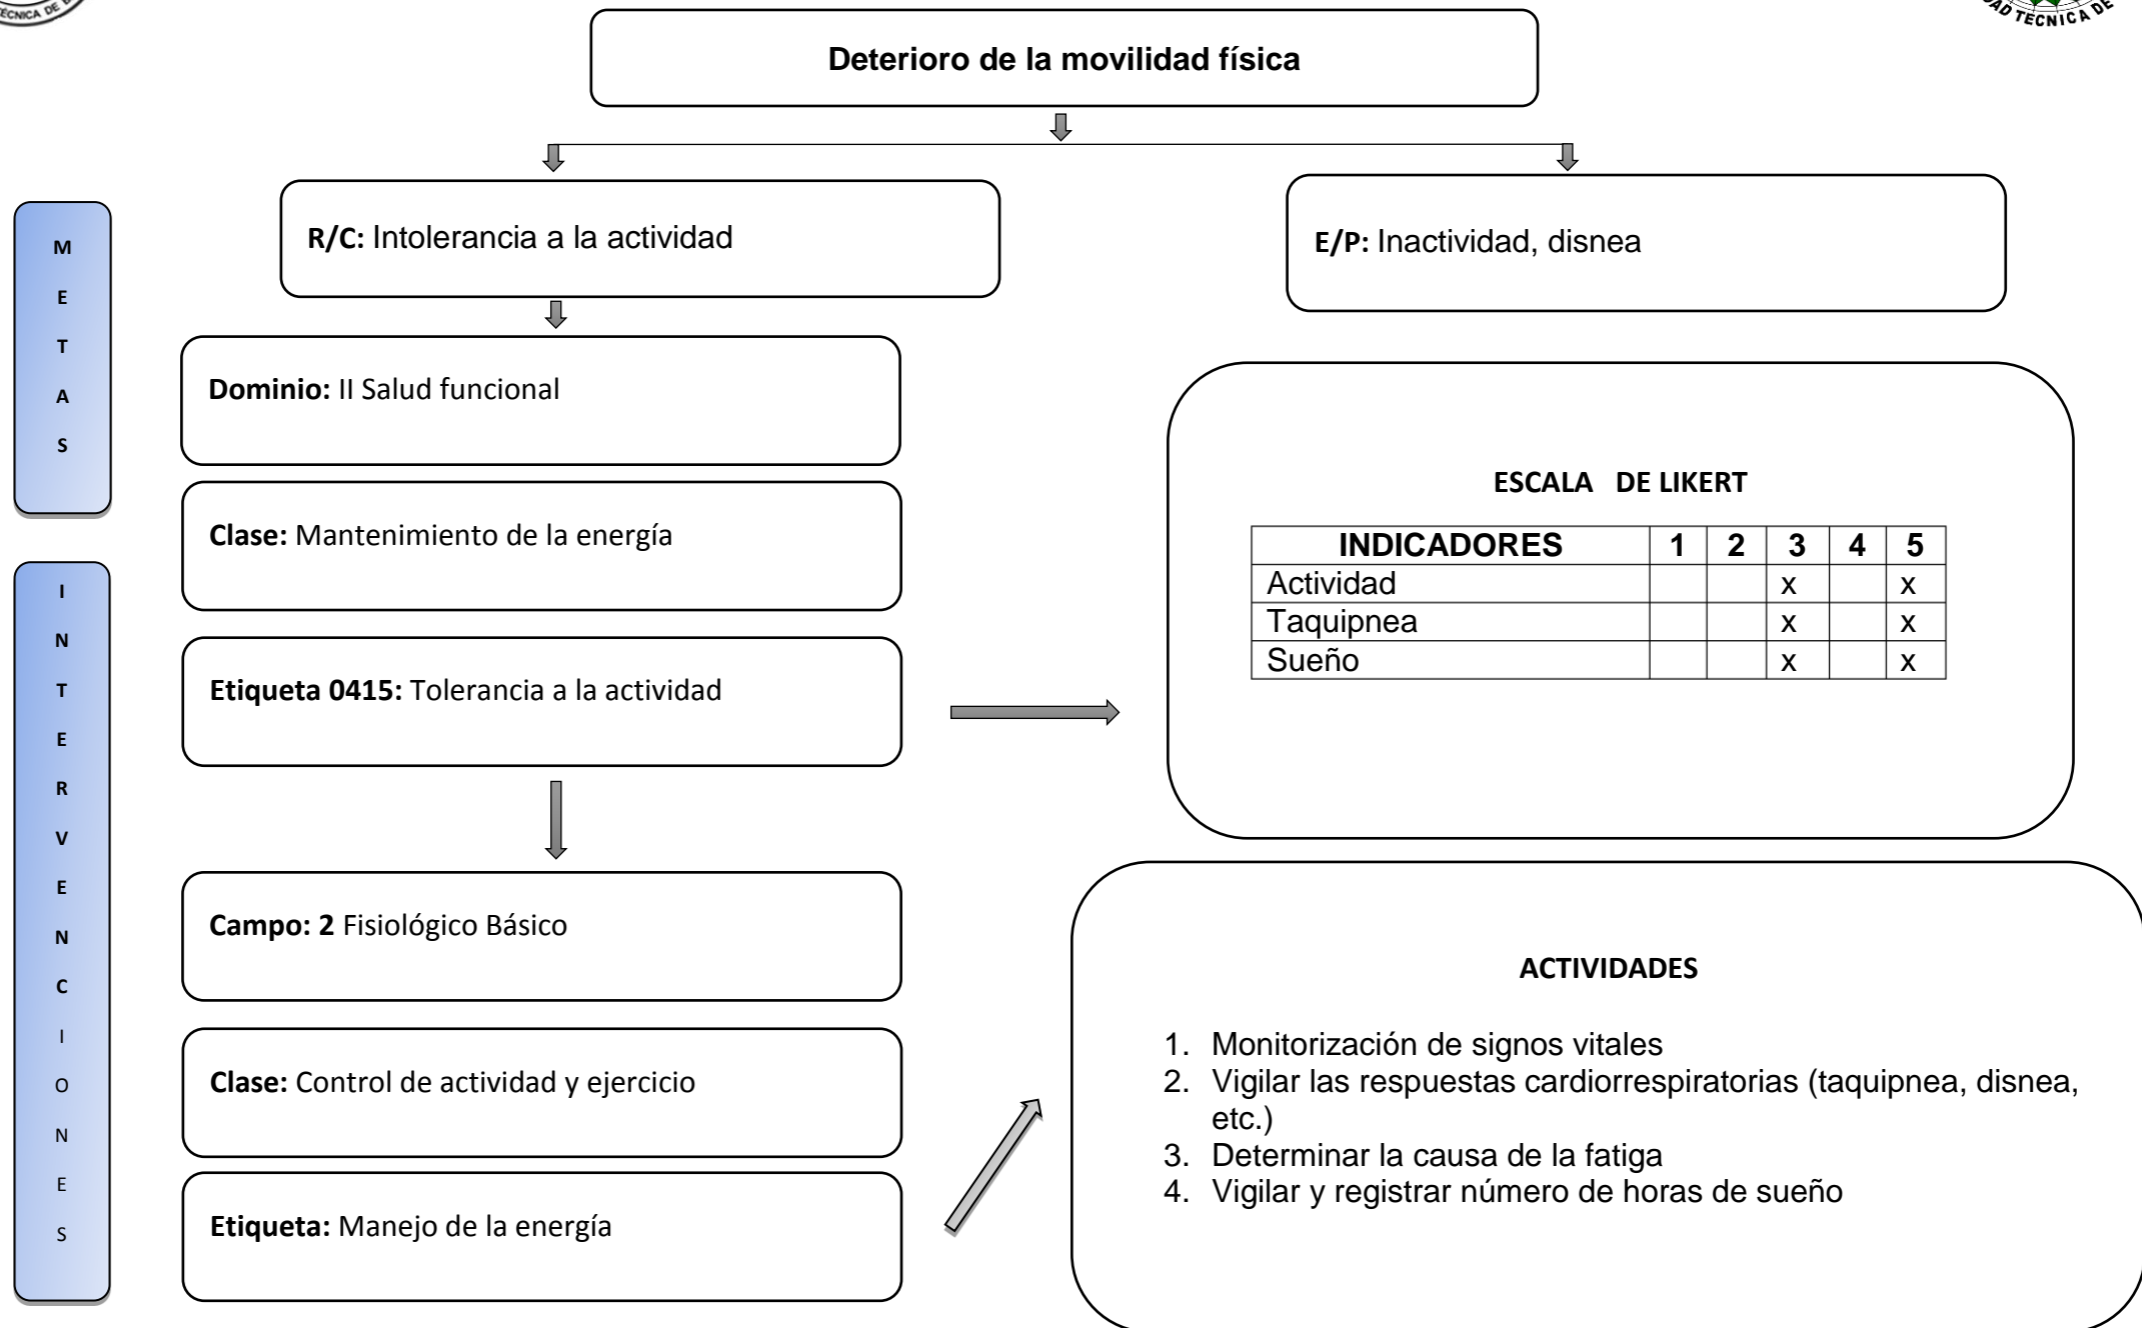 TÉCNICA DE
TECNICA DE
Deterioro de la movilidad física
R/C: Intolerancia a la actividad
E/P: Inactividad, disnea
M
E
T
A
S
Dominio: II Salud funcional
Clase: Mantenimiento de la energía
Etiqueta 0415: Tolerancia a la actividad
ESCALA DE LIKERT
INDICADORES 1 2 3 4 5
Actividad x x
Taquipnea x x
Sueño x x
I
N
T
E
R
V
E
N
C
I
O
N
E
S
Campo: 2 Fisiológico Básico
Clase: Control de actividad y ejercicio
Etiqueta: Manejo de la energía
ACTIVIDADES
1. Monitorización de signos vitales
2. Vigilar las respuestas cardiorrespiratorias (taquipnea, disnea,
etc.)
3. Determinar la causa de la fatiga
4. Vigilar y registrar número de horas de sueño